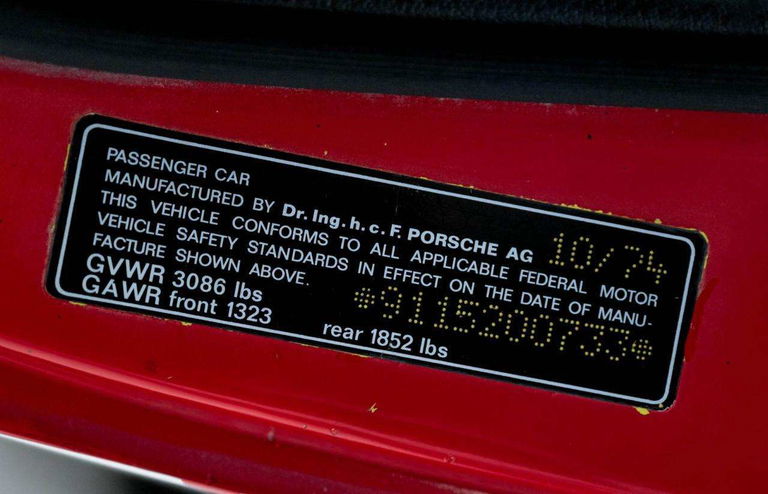 PASSENGER CAR
MANUFACTURED BY Dr. Ing. h. c. F. PORSCHE AG 10/74
THIS VEHICLE CONFORMS TO ALL APPLICABLE FEDERAL MOTOR
VEHICLE SAFETY STANDARDS IN EFFECT ON THE DATE OF MANU-
FACTURE SHOWN ABOVE. *9115200733*
GVWR 3086 lbs
GAWR front 1323 rear 1852 lbs